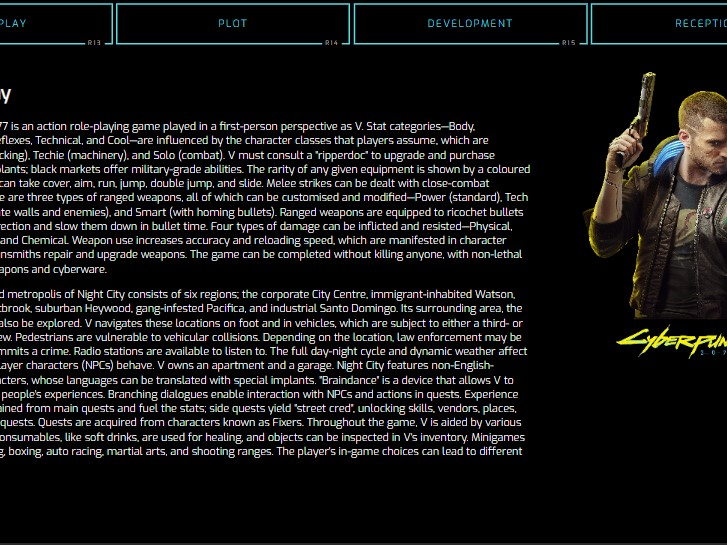 PLAY
PLOT
DEVELOPMENT
RECEPTIO
R13
R14
R15
y
77 is an action role-playing game played in a first-person perspective as V. Stat categories—Body,
eflexes, Technical, and Cool—are influenced by the character classes that players assume, which are
cking), Techie (machinery), and Solo (combat). V must consult a "ripperdoc" to upgrade and purchase
plants; black markets offer military-grade abilities. The rarity of any given equipment is shown by a coloured
can take cover, aim, run, jump, double jump, and slide. Melee strikes can be dealt with close-combat
e are three types of ranged weapons, all of which can be customised and modified—Power (standard), Tech
te walls and enemies), and Smart (with homing bullets). Ranged weapons are equipped to ricochet bullets
rection and slow them down in bullet time. Four types of damage can be inflicted and resisted—Physical,
and Chemical. Weapon use increases accuracy and reloading speed, which are manifested in character
nsmiths repair and upgrade weapons. The game can be completed without killing anyone, with non-lethal
apons and cyberware.
d metropolis of Night City consists of six regions; the corporate City Centre, immigrant-inhabited Watson,
tbrook, suburban Heywood, gang-infested Pacifica, and industrial Santo Domingo. Its surrounding area, the
also be explored. V navigates these locations on foot and in vehicles, which are subject to either a third- or
ew. Pedestrians are vulnerable to vehicular collisions. Depending on the location, law enforcement may be
mmits a crime. Radio stations are available to listen to. The full day-night cycle and dynamic weather affect
layer characters (NPCs) behave. V owns an apartment and a garage. Night City features non-English-
cters, whose languages can be translated with special implants. "Braindance" is a device that allows V to
people's experiences. Branching dialogues enable interaction with NPCs and actions in quests. Experience
ained from main quests and fuel the stats; side quests yield "street cred", unlocking skills, vendors, places,
quests. Quests are acquired from characters known as Fixers. Throughout the game, V is aided by various
onsumables, like soft drinks, are used for healing, and objects can be inspected in V's inventory. Minigames
g, boxing, auto racing, martial arts, and shooting ranges. The player's in-game choices can lead to different
Cyberpun
2 0 7